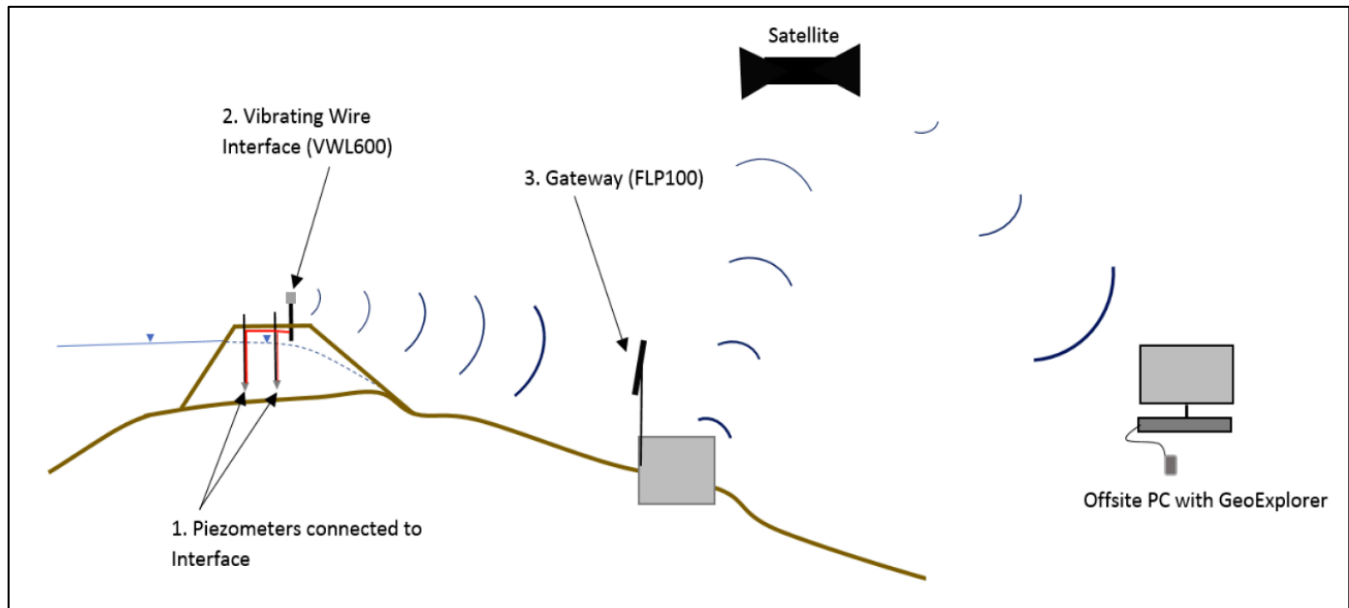 Satellite
2. Vibrating Wire
Interface (VWL600)
3. Gateway (FLP100)
1. Piezometers connected to
Interface
Offsite PC with GeoExplorer